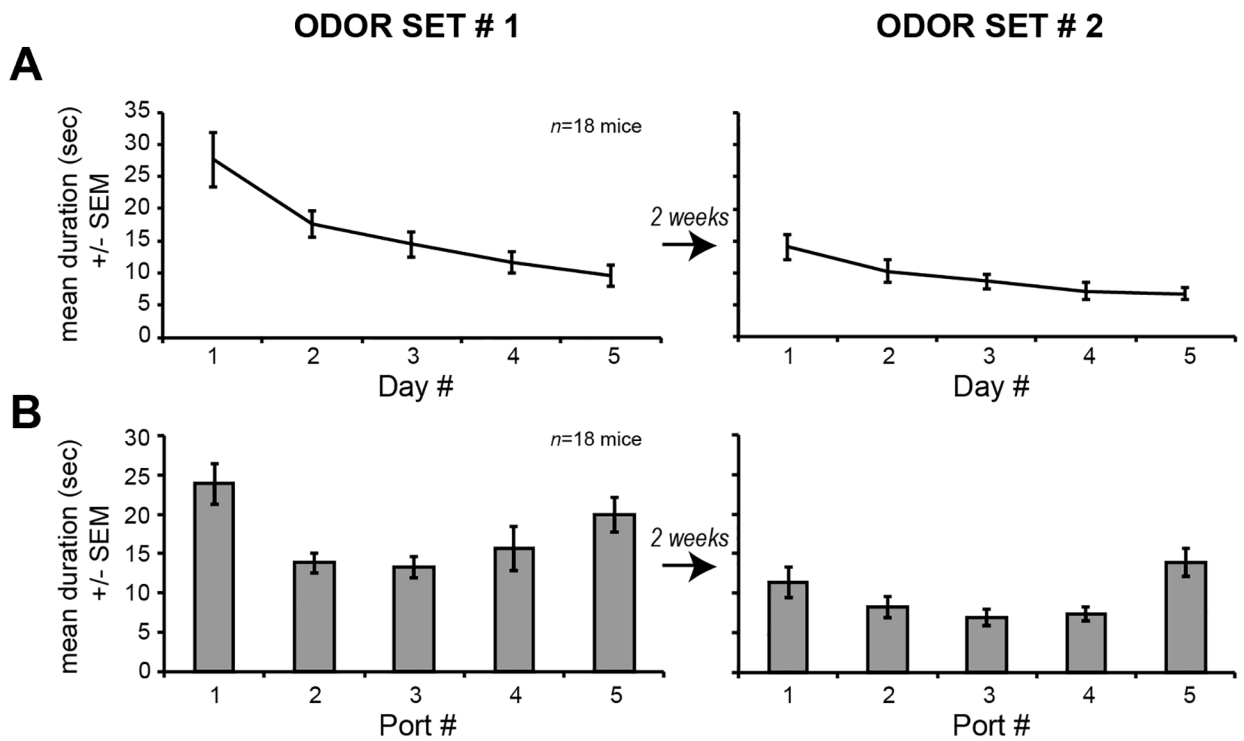 ODOR SET # 1
ODOR SET # 2
A
mean duration (sec)
+/- SEM
35
30
25
20
15
10
5
0
n=18 mice
1 2 3 4 5
Day #
2 weeks
1 2 3 4 5
Day #
B
mean duration (sec)
+/- SEM
30
25
20
15
10
5
0
n=18 mice
1 2 3 4 5
Port #
2 weeks
1 2 3 4 5
Port #